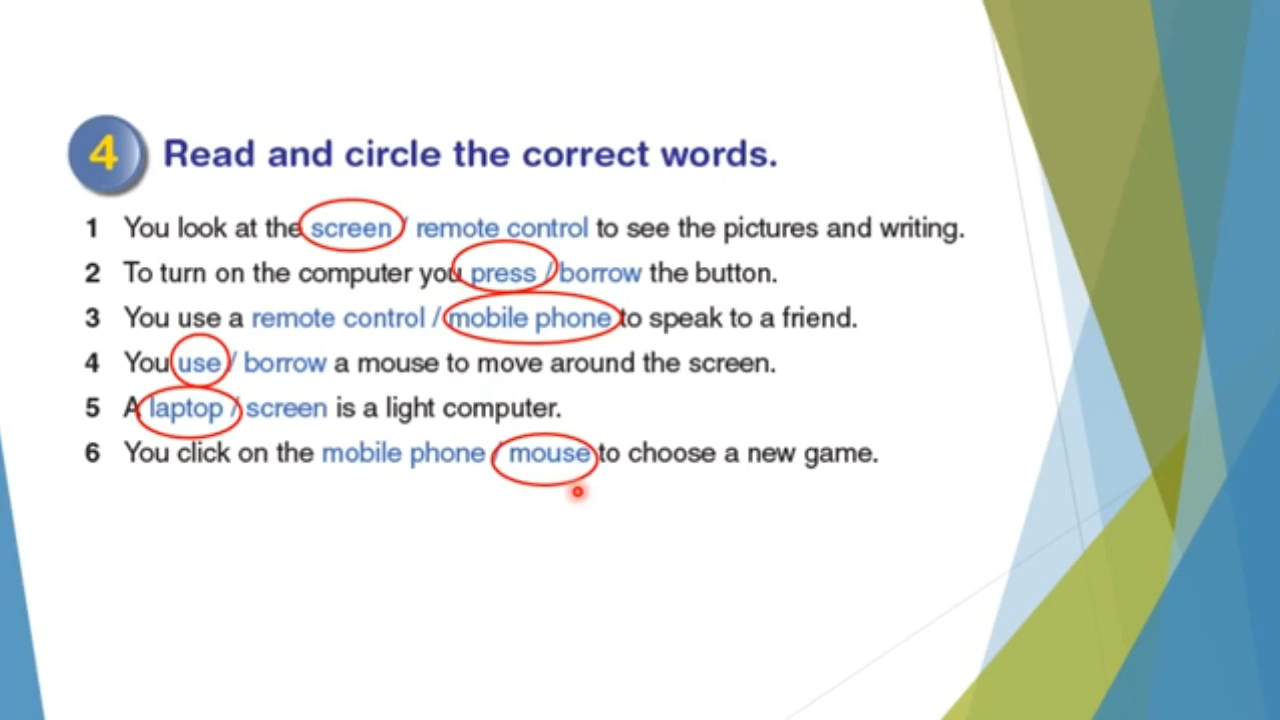 4 Read and circle the correct words.
1 You look at the screen / remote control to see the pictures and writing.
2 To turn on the computer you press / borrow the button.
3 You use a remote control / mobile phone to speak to a friend.
4 You use / borrow a mouse to move around the screen.
5 A laptop / screen is a light computer.
6 You click on the mobile phone / mouse to choose a new game.